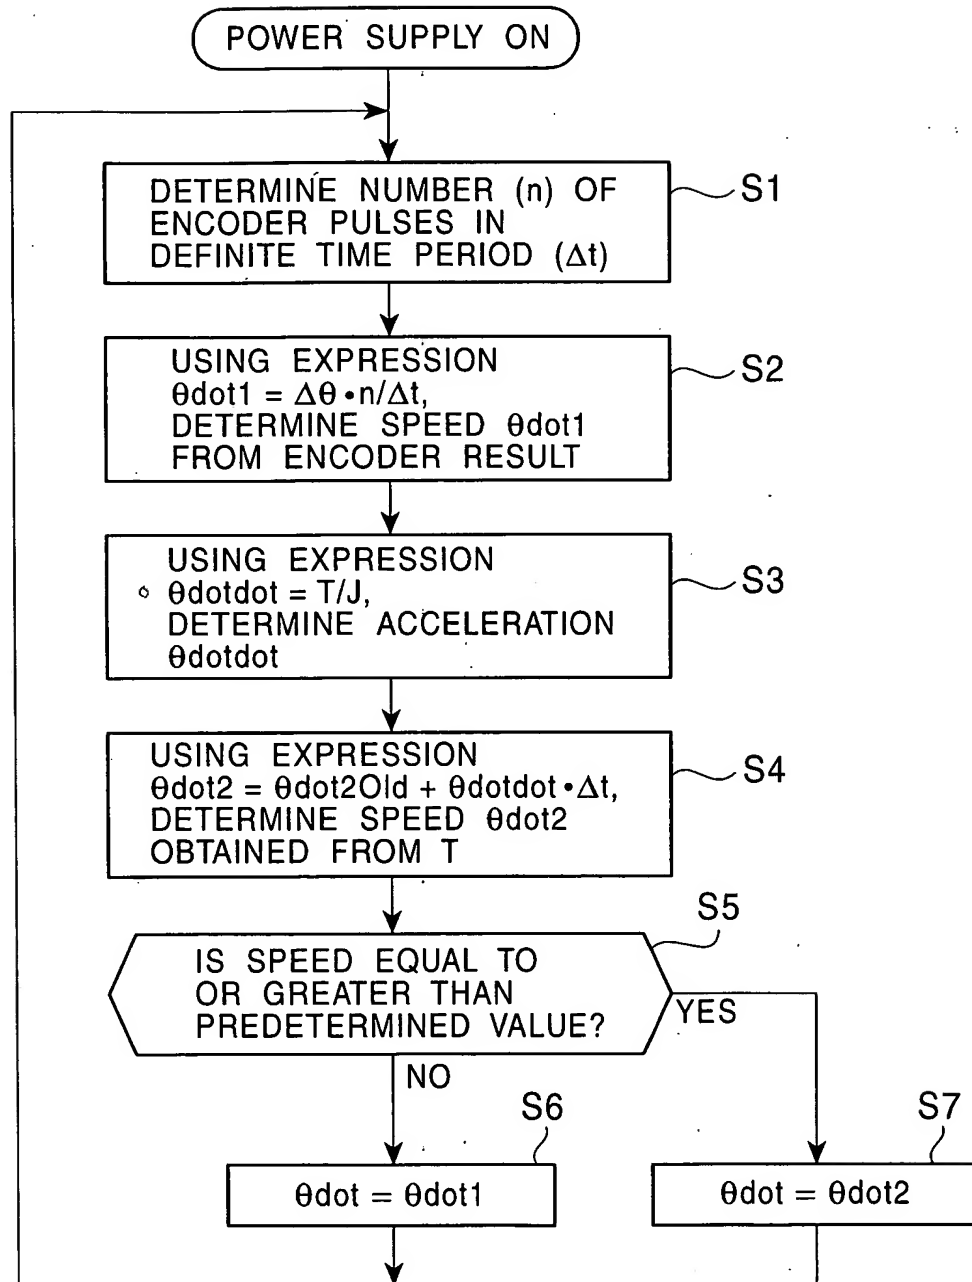 POWER SUPPLY ON
DETERMINE NUMBER (n) OF
ENCODER PULSES IN
DEFINITE TIME PERIOD (Δt)
S1
USING EXPRESSION
θdot1 = Δθ•n/Δt,
DETERMINE SPEED θdot1
FROM ENCODER RESULT
S2
USING EXPRESSION
θdotdot = T/J,
DETERMINE ACCELERATION
θdotdot
S3
USING EXPRESSION
θdot2 = θdot2Old + θdotdot•Δt,
DETERMINE SPEED θdot2
OBTAINED FROM T
S4
IS SPEED EQUAL TO
OR GREATER THAN
PREDETERMINED VALUE?
S5
YES
NO
S6
θdot = θdot1
S7
θdot = θdot2